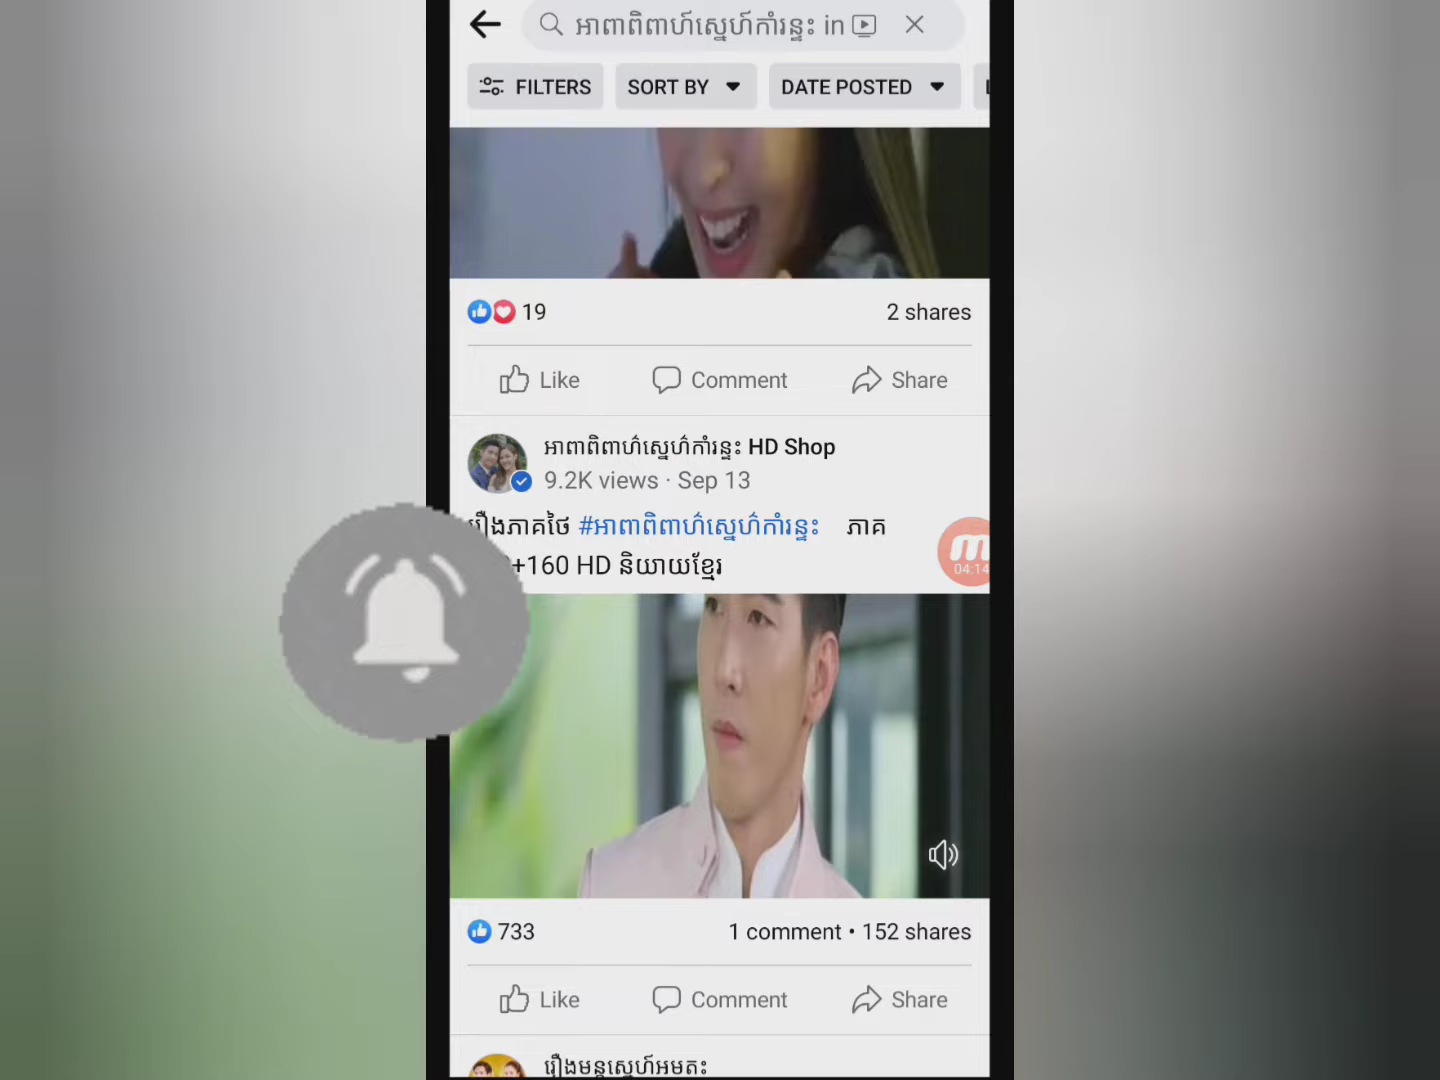 អាពាពិពាហ៍ស្នេហ៍កាំរន្ទះ in
FILTERS
SORT BY
DATE POSTED
19
2 shares
Like
Comment
Share
អាពាពិពាហ៌ស្នេហ៌កាំរន្ទះ HD Shop
9.2K views · Sep 13
រឿងភាគថៃ #អាពាពិពាហ៌ស្នេហ៌កាំរន្ទះ ភាគ
+160 HD និយាយខ្មែរ
04:14
733
1 comment • 152 shares
Like
Comment
Share
រឿងមន្តស្នេហ៍អមតះ